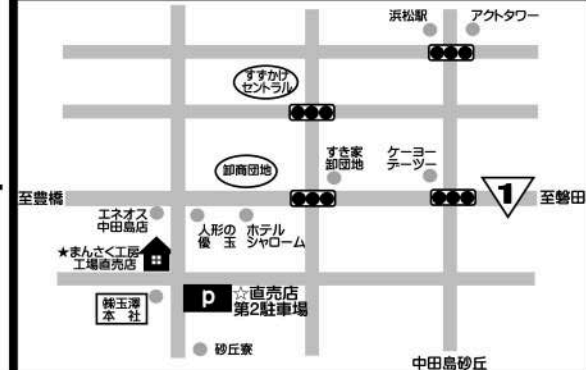 浜松駅
アクトタワー
すずかけ
セントラル
すき家
卸団地
ケーヨー
デーツー
卸商団地
至豊橋
1
至磐田
エネオス
中田島店
人形の
優玉
ホテル
シャローム
★まんさく工房
工場直売店
㈱玉澤
本社
P
☆直売店
第2駐車場
砂丘寮
中田島砂丘